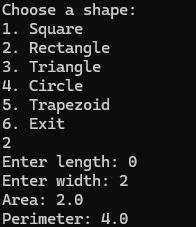 Choose a shape:
1. Square
2. Rectangle
3. Triangle
4. Circle
5. Trapezoid
6. Exit
2
Enter length: 0
Enter width: 2
Area: 2.0
Perimeter: 4.0